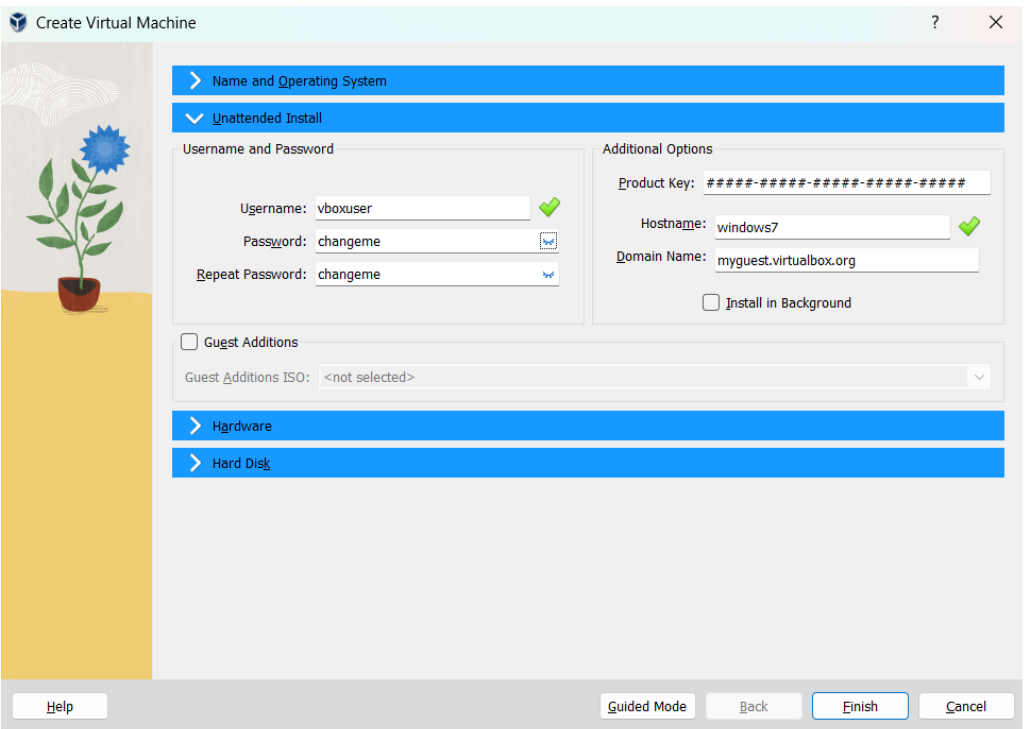 Create Virtual Machine
?
Name and Operating System
Unattended Install
Username and Password
Username: vboxuser
Password: changeme
Repeat Password: changeme
Additional Options
Product Key: #####-#####-#####-#####-#####
Hostname: windows7
Domain Name: myguest.virtualbox.org
Install in Background
Guest Additions
Guest Additions ISO: <not selected>
Hardware
Hard Disk
Help
Guided Mode
Back
Finish
Cancel